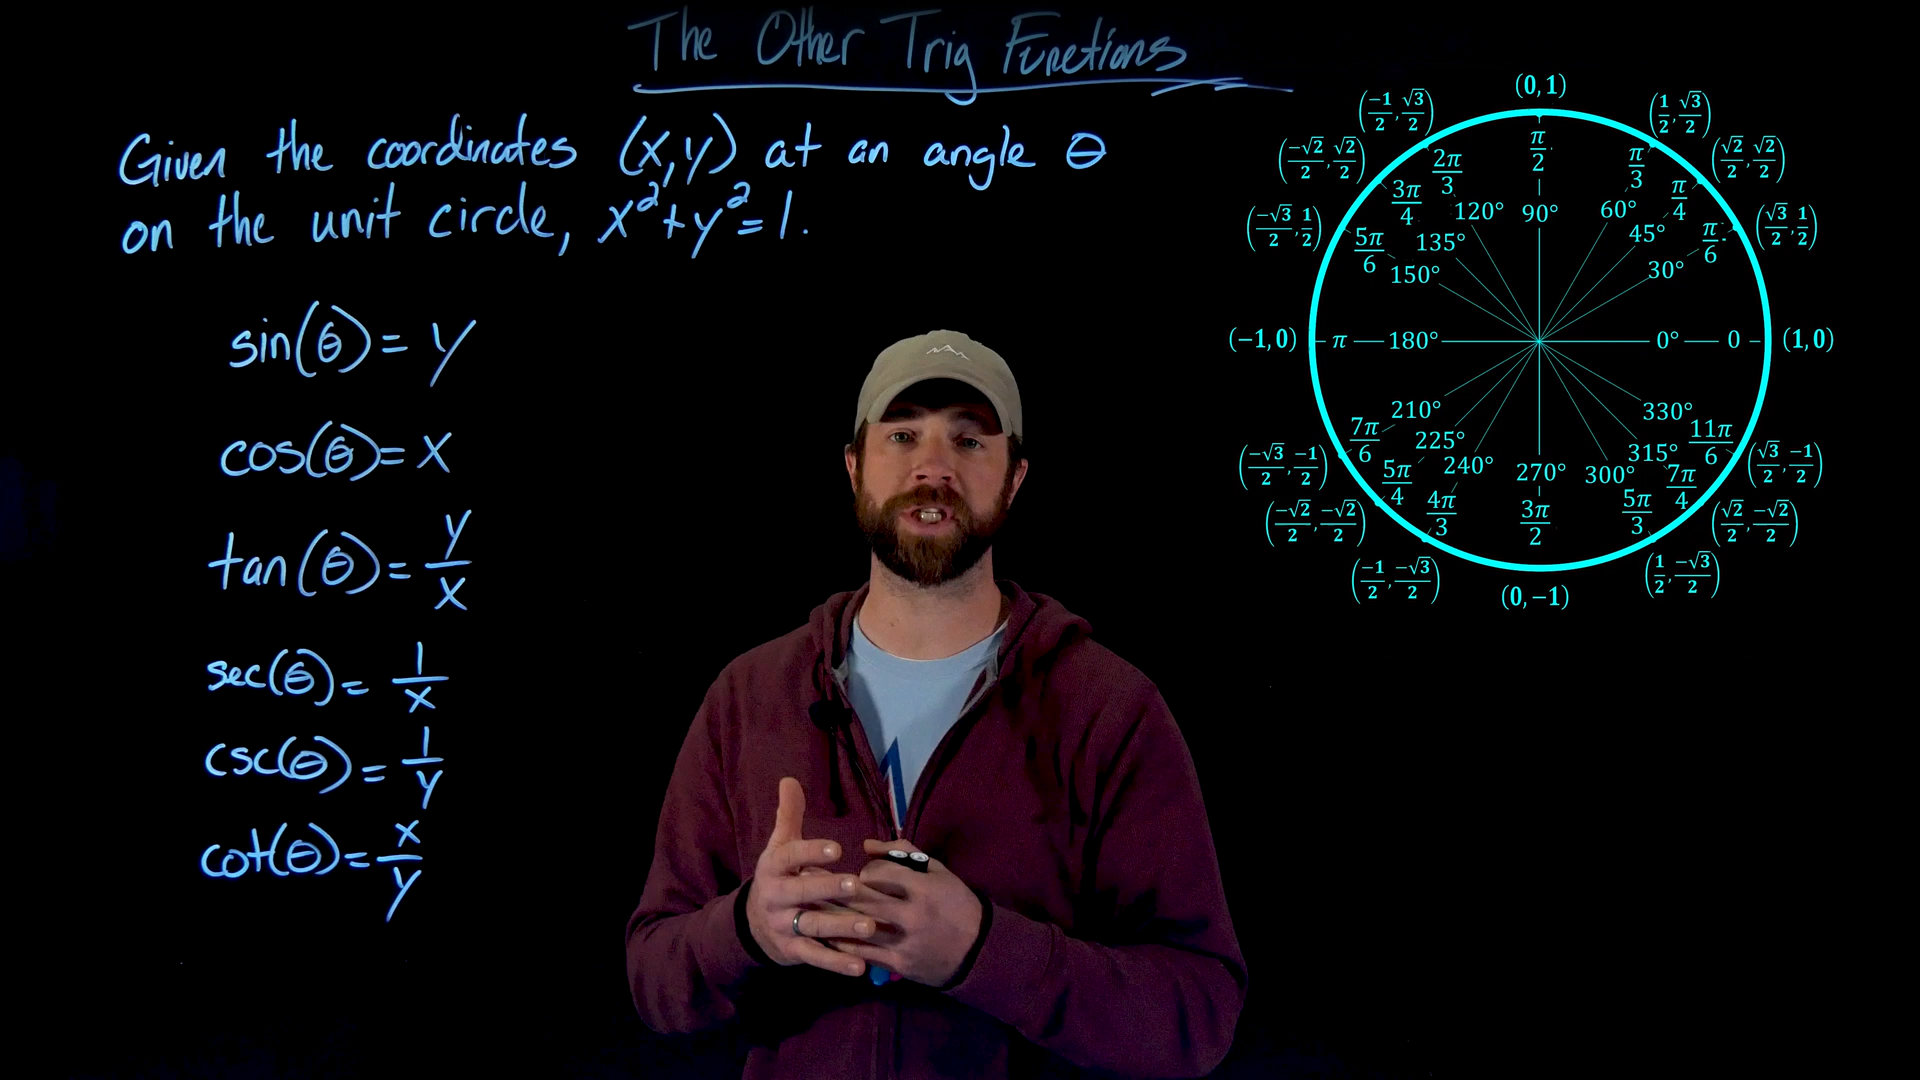 The Other Trig Functions
Given the coordinates (x,y) at an angle θ
on the unit circle, x²+y²=1.
sin(θ)= y
cos(θ)= x
tan(θ)= y/x
sec(θ)= 1/x
csc(θ)= 1/y
cot(θ)= x/y
(0,1)
(-1/2, √3/2)
(1/2, √3/2)
(-√2/2, √2/2)
(√2/2, √2/2)
(-√3/2, 1/2)
(√3/2, 1/2)
π/2
2π/3
π/3
3π/4
π/4
5π/6
π/6
120° 90° 60°
135° 45°
150° 30°
(-1,0) π 180° 0° 0 (1,0)
210° 330°
225° 315°
240° 270° 300°
7π/6
11π/6
5π/4
7π/4
4π/3
3π/2
5π/3
(-√3/2, -1/2)
(√3/2, -1/2)
(-√2/2, -√2/2)
(√2/2, -√2/2)
(-1/2, -√3/2)
(1/2, -√3/2)
(0,-1)